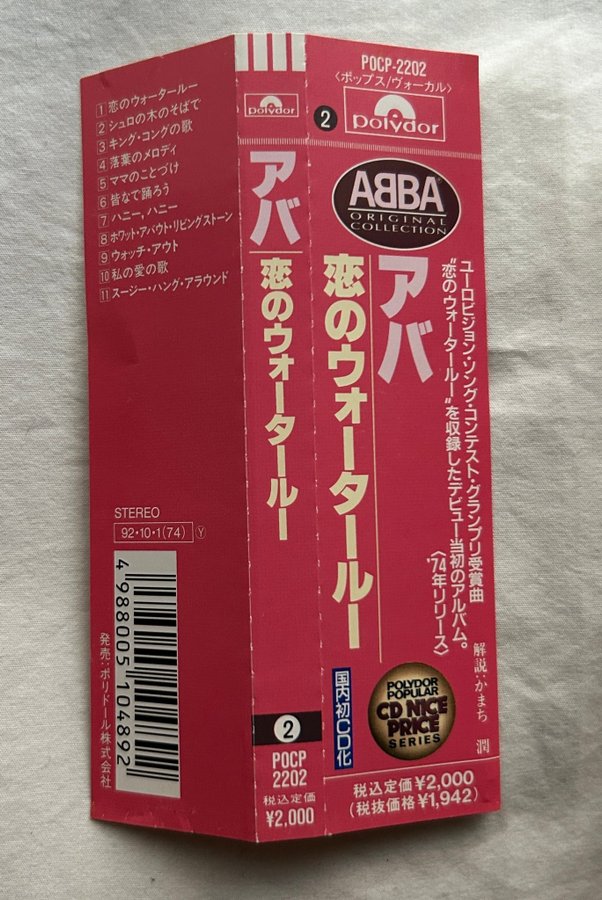 1 恋のウォータールー
2 シュロの木のそばで
3 キング・コングの歌
4 落葉のメロディ
5 ママのことづけ
6 皆なで踊ろう
7 ハニー、ハニー
8 ホワット・アバウト・リビングストーン
9 ウォッチ・アウト
10 私の愛の歌
11 スージー・ハング・アラウンド
STEREO
92・10・1(74) Y
4988005104892
発売：ポリドール株式会社
polydor
アバ
恋のウォータールー
2
POCP
2202
税込定価
¥2,000
POCP-2202
〈ポップス/ヴォーカル〉
2
polydor
ABBA
ORIGINAL
COLLECTION
アバ
恋のウォータールー
ユーロビジョン・ソング・コンテスト・グランプリ受賞曲
“恋のウォータールー”を収録したデビュー当初のアルバム。
〈'74年リリース〉
解説：かまち 潤
国内初CD化
POLYDOR
POPULAR
CD NICE
PRICE
SERIES
税込定価¥2,000
(税抜価格¥1,942)